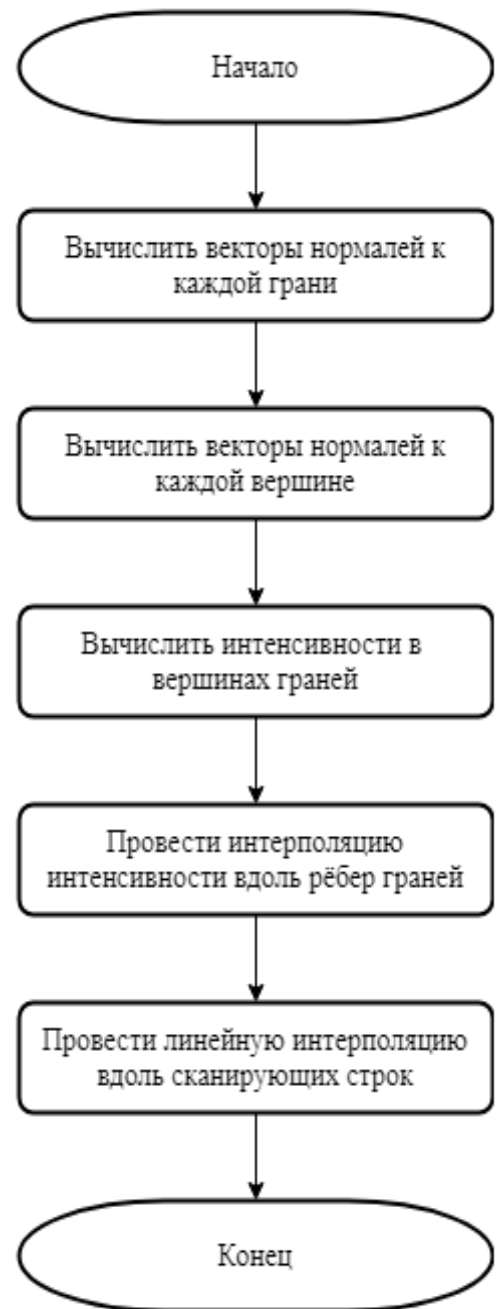 Начало
Вычислить векторы нормалей к
каждой грани
Вычислить векторы нормалей к
каждой вершине
Вычислить интенсивности в
вершинах граней
Провести интерполяцию
интенсивности вдоль рёбер граней
Провести линейную интерполяцию
вдоль сканирующих строк
Конец